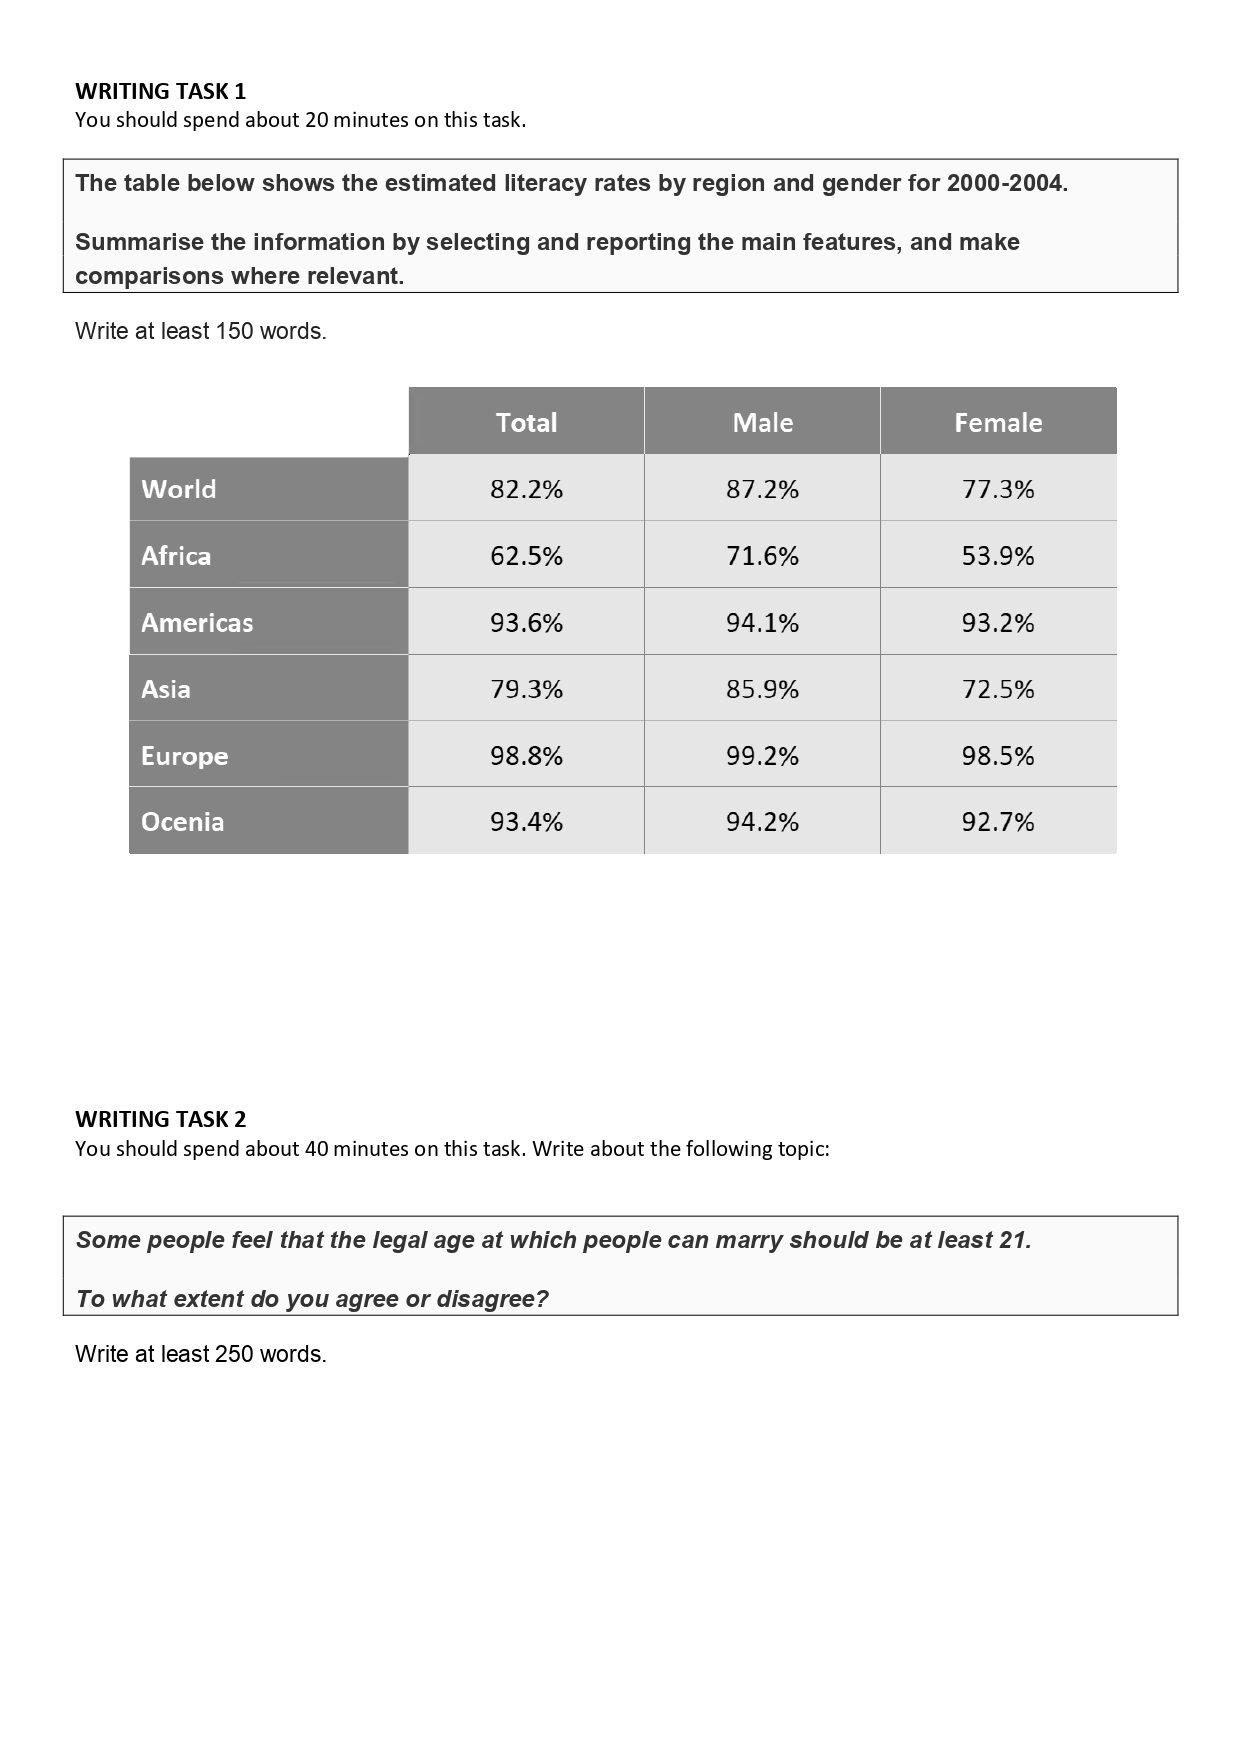 WRITING TASK 1
You should spend about 20 minutes on this task.
The table below shows the estimated literacy rates by region and gender for 2000-2004.
Summarise the information by selecting and reporting the main features, and make
comparisons where relevant.
Write at least 150 words.
Total Male Female
World 82.2% 87.2% 77.3%
Africa 62.5% 71.6% 53.9%
Americas 93.6% 94.1% 93.2%
Asia 79.3% 85.9% 72.5%
Europe 98.8% 99.2% 98.5%
Ocenia 93.4% 94.2% 92.7%
WRITING TASK 2
You should spend about 40 minutes on this task. Write about the following topic:
Some people feel that the legal age at which people can marry should be at least 21.
To what extent do you agree or disagree?
Write at least 250 words.